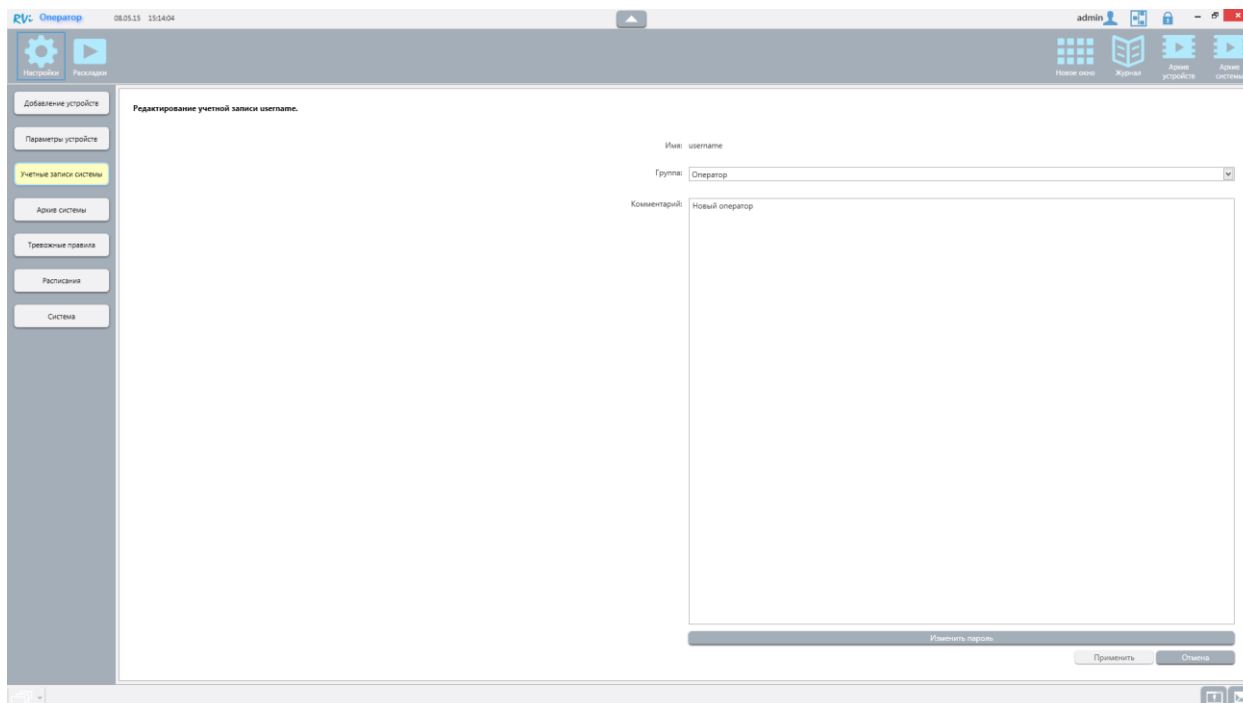 RVi Оператор 08.05.15 15:14:04 admin
Настройки Раскладки Новое окно Журнал Архив устройств Архив системы
Добавление устройств
Параметры устройств
Учетные записи системы
Архив системы
Тревожные правила
Расписания
Система
Редактирование учетной записи username.
Имя: username
Группа: Оператор
Комментарий: Новый оператор
Изменить пароль
Применить Отмена